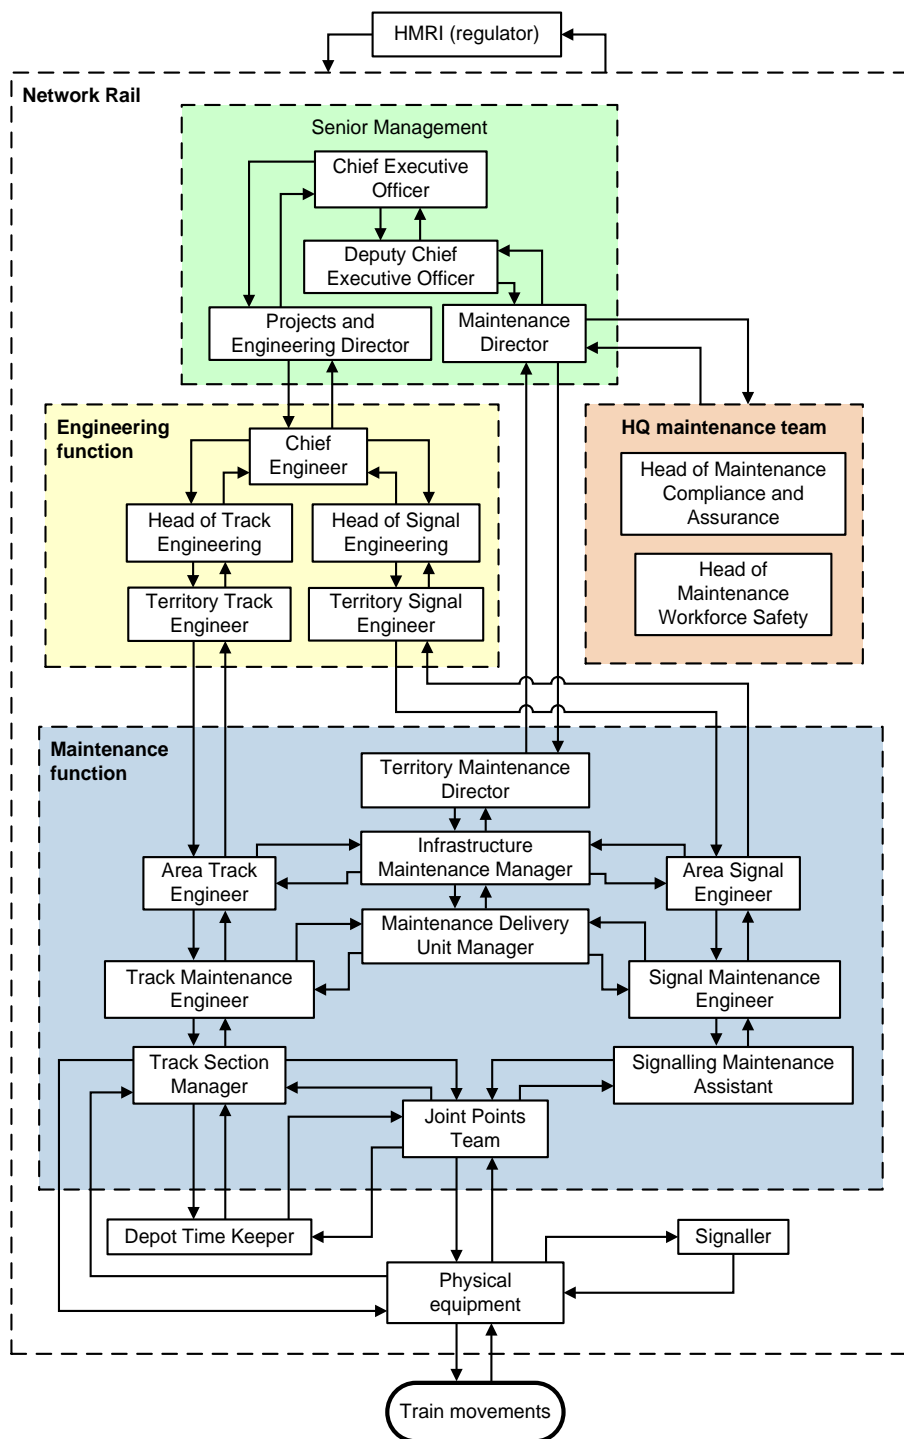 HMRI (regulator)
Network Rail
Senior Management
Chief Executive
Officer
Deputy Chief
Executive Officer
Projects and
Engineering Director
Maintenance
Director
Engineering
function
Chief
Engineer
Head of Track
Engineering
Head of Signal
Engineering
Territory Track
Engineer
Territory Signal
Engineer
HQ maintenance team
Head of Maintenance
Compliance and
Assurance
Head of
Maintenance
Workforce Safety
Maintenance
function
Territory Maintenance
Director
Infrastructure
Maintenance Manager
Area Track
Engineer
Area Signal
Engineer
Maintenance Delivery
Unit Manager
Track Maintenance
Engineer
Signal Maintenance
Engineer
Track Section
Manager
Signalling Maintenance
Assistant
Joint Points
Team
Depot Time Keeper
Signaller
Physical
equipment
Train movements